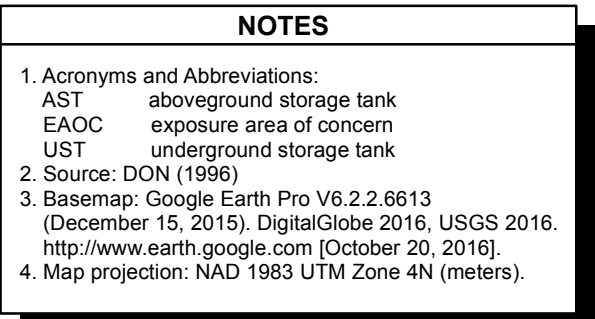 NOTES
1. Acronyms and Abbreviations:
AST aboveground storage tank
EAOC exposure area of concern
UST underground storage tank
2. Source: DON (1996)
3. Basemap: Google Earth Pro V6.2.2.6613
(December 15, 2015). DigitalGlobe 2016, USGS 2016.
http://www.earth.google.com [October 20, 2016].
4. Map projection: NAD 1983 UTM Zone 4N (meters).